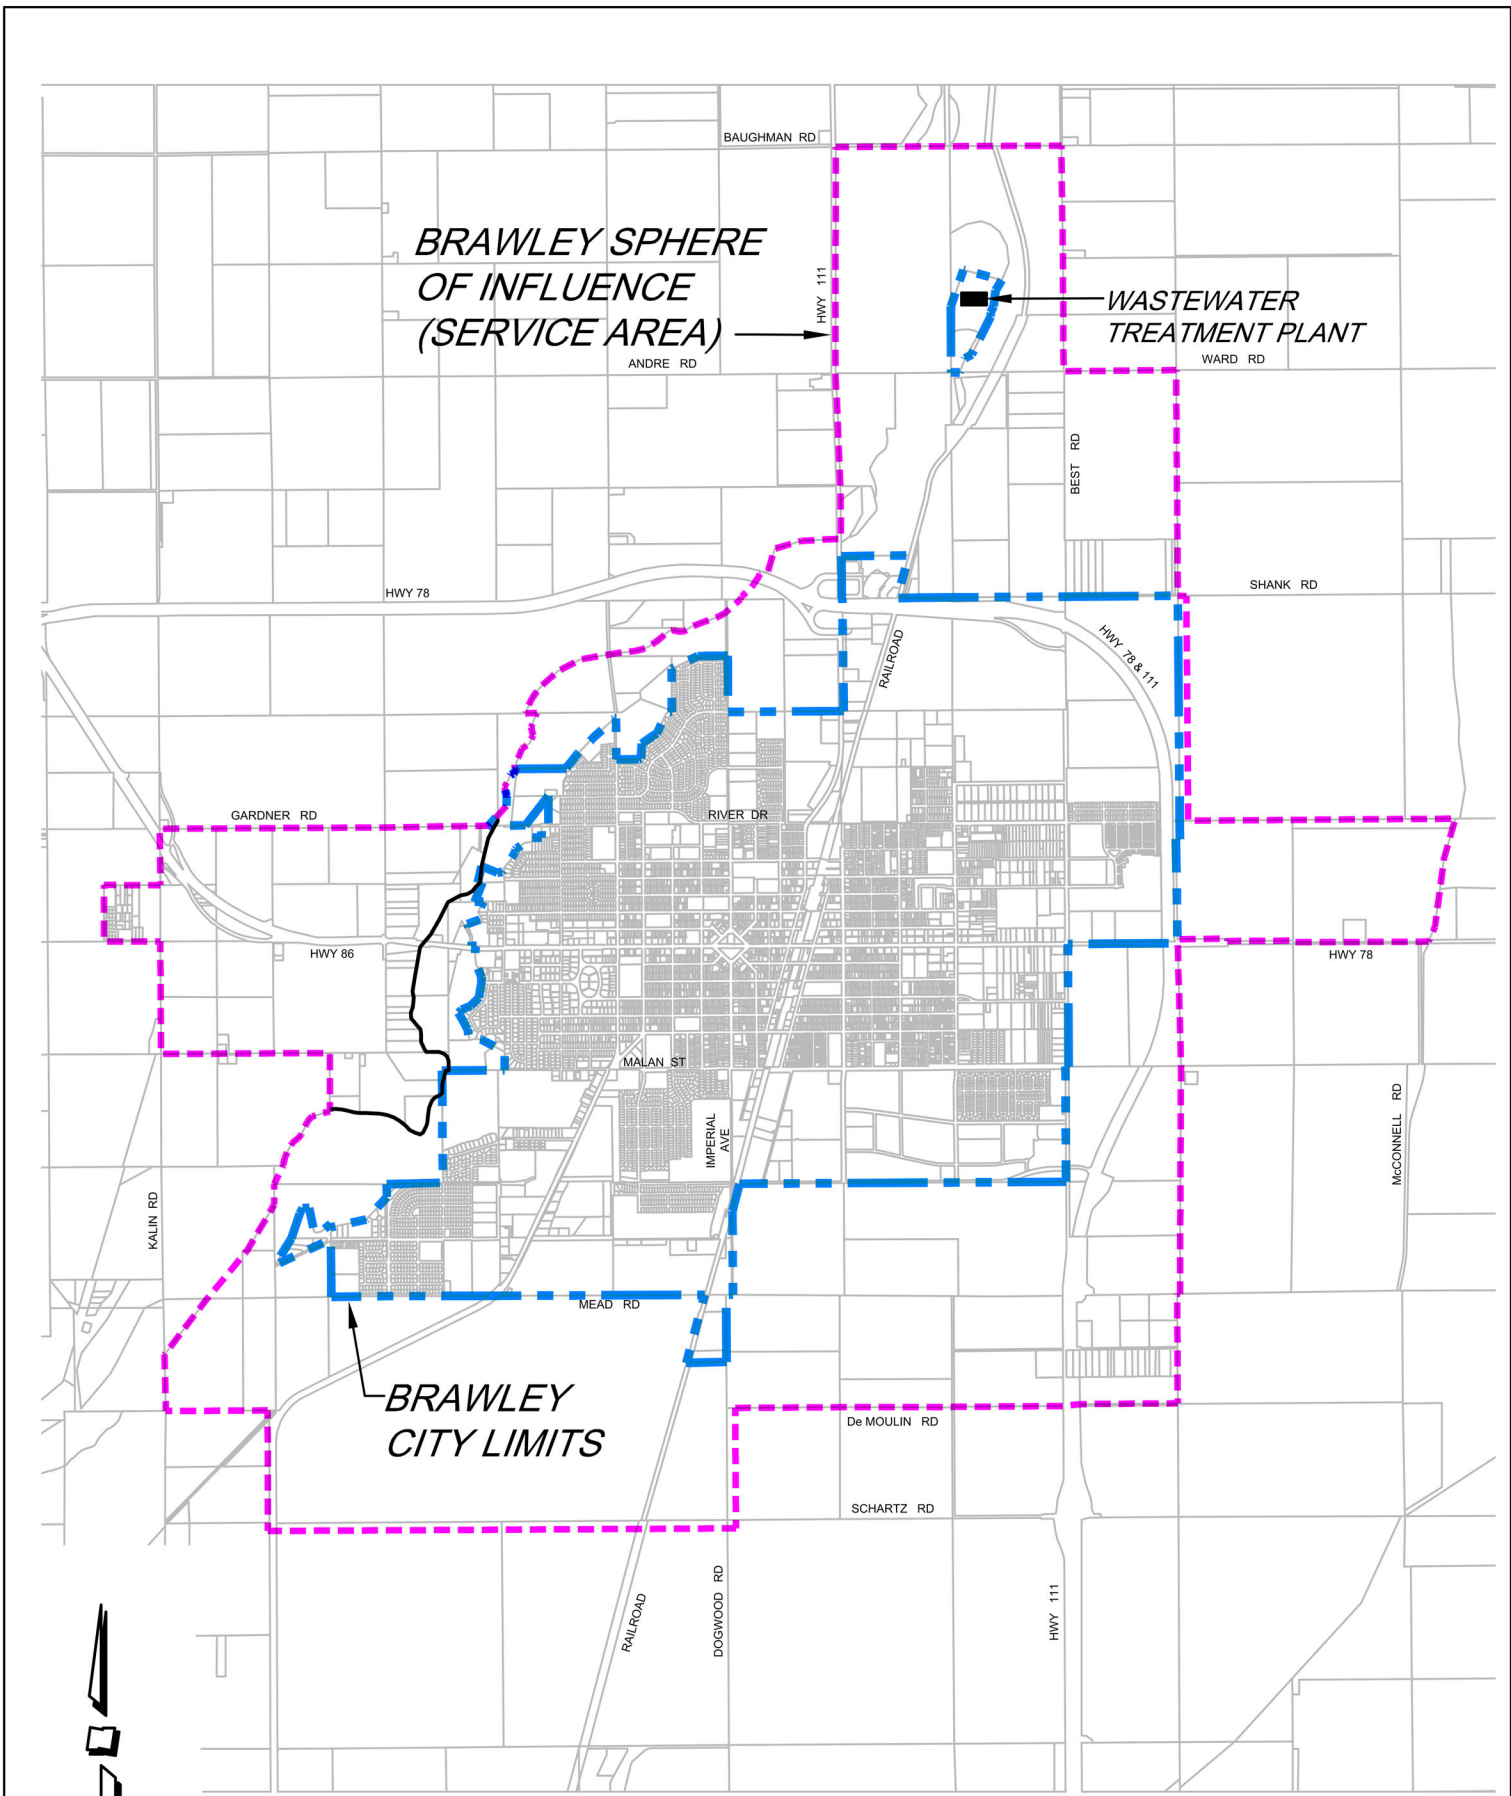 BAUGHMAN RD
BRAWLEY SPHERE
OF INFLUENCE
(SERVICE AREA)
HWY 111
WASTEWATER
TREATMENT PLANT
ANDRE RD
WARD RD
BEST RD
HWY 78
SHANK RD
RAILROAD
HWY 78 & 111
GARDNER RD
RIVER DR
HWY 86
HWY 78
MALAN ST
IMPERIAL
AVE
McCONNELL RD
KALIN RD
MEAD RD
BRAWLEY
CITY LIMITS
De MOULIN RD
SCHARTZ RD
RAILROAD
DOGWOOD RD
HWY 111